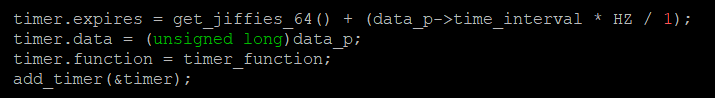 timer.expires = get_jiffies_64() + (data_p->time_interval * HZ / 1);
timer.data = (unsigned long)data_p;
timer.function = timer_function;
add_timer(&timer);